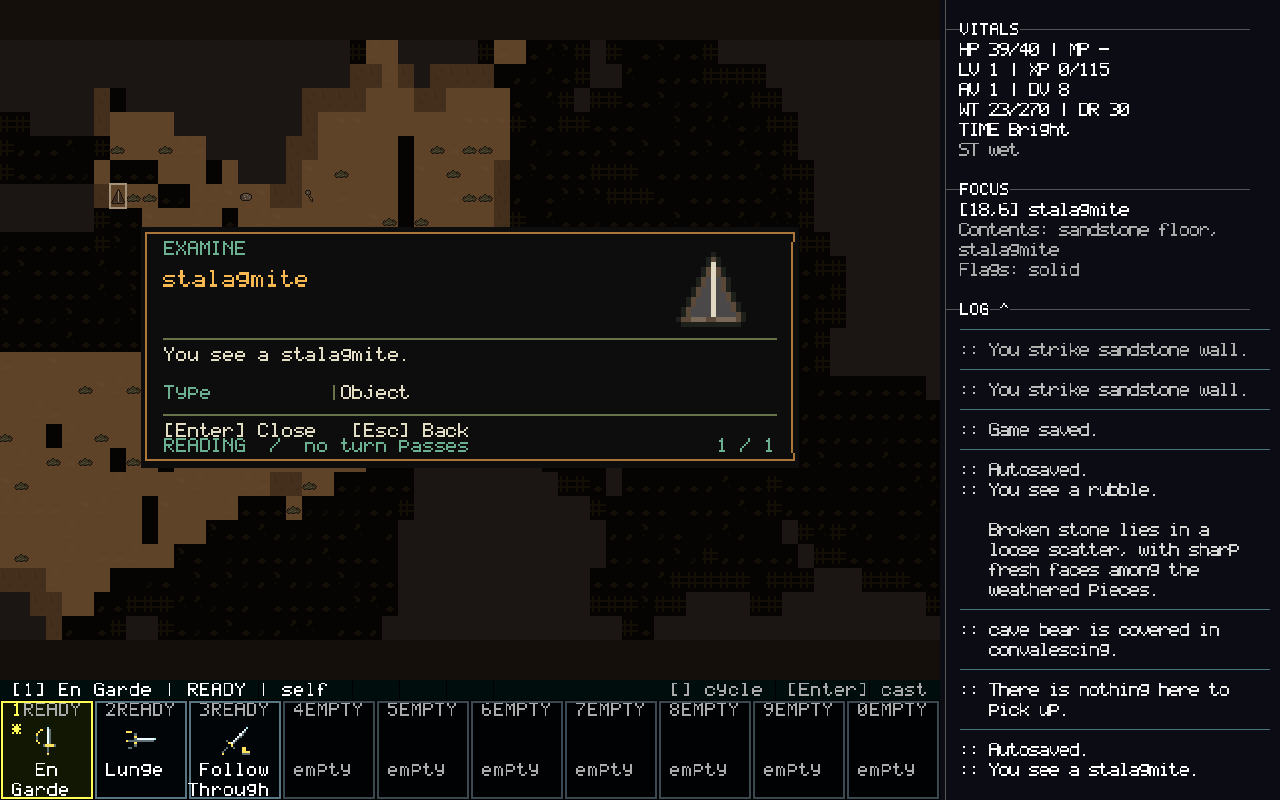 VITALS
HP 39/40 | MP -
LV 1 | XP 0/115
AV 1 | DV 8
WT 23/270 | DR 30
TIME Bright
ST wet
FOCUS
[18,6] stalagmite
Contents: sandstone floor,
stalagmite
Flags: solid
LOG ^
:: You strike sandstone wall.
:: You strike sandstone wall.
:: Game saved.
:: Autosaved.
:: You see a rubble.
Broken stone lies in a
loose scatter, with sharp
fresh faces among the
weathered pieces.
:: cave bear is covered in
convalescing.
:: There is nothing here to
pick up.
:: Autosaved.
:: You see a stalagmite.
EXAMINE
stalagmite
You see a stalagmite.
Type |Object
[Enter] Close [Esc] Back
READING / no turn passes 1 / 1
[1] En Garde | READY | self [] cycle [Enter] cast
1READY 2READY 3READY 4EMPTY 5EMPTY 6EMPTY 7EMPTY 8EMPTY 9EMPTY 0EMPTY
*
En Lunge Follow empty empty empty empty empty empty empty
Garde Through